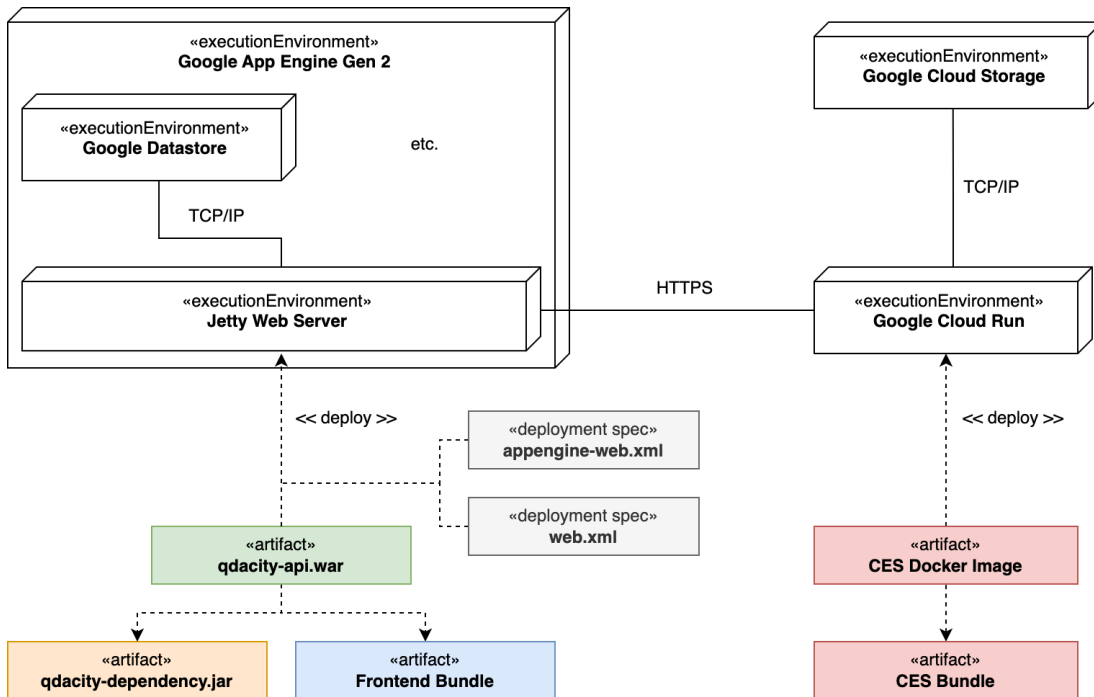 «executionEnvironment»
Google App Engine Gen 2
«executionEnvironment»
Google Datastore
etc.
TCP/IP
«executionEnvironment»
Jetty Web Server
«executionEnvironment»
Google Cloud Storage
TCP/IP
HTTPS
«executionEnvironment»
Google Cloud Run
<< deploy >>
«deployment spec»
appengine-web.xml
«deployment spec»
web.xml
<< deploy >>
«artifact»
qdacity-api.war
«artifact»
CES Docker Image
«artifact»
qdacity-dependency.jar
«artifact»
Frontend Bundle
«artifact»
CES Bundle